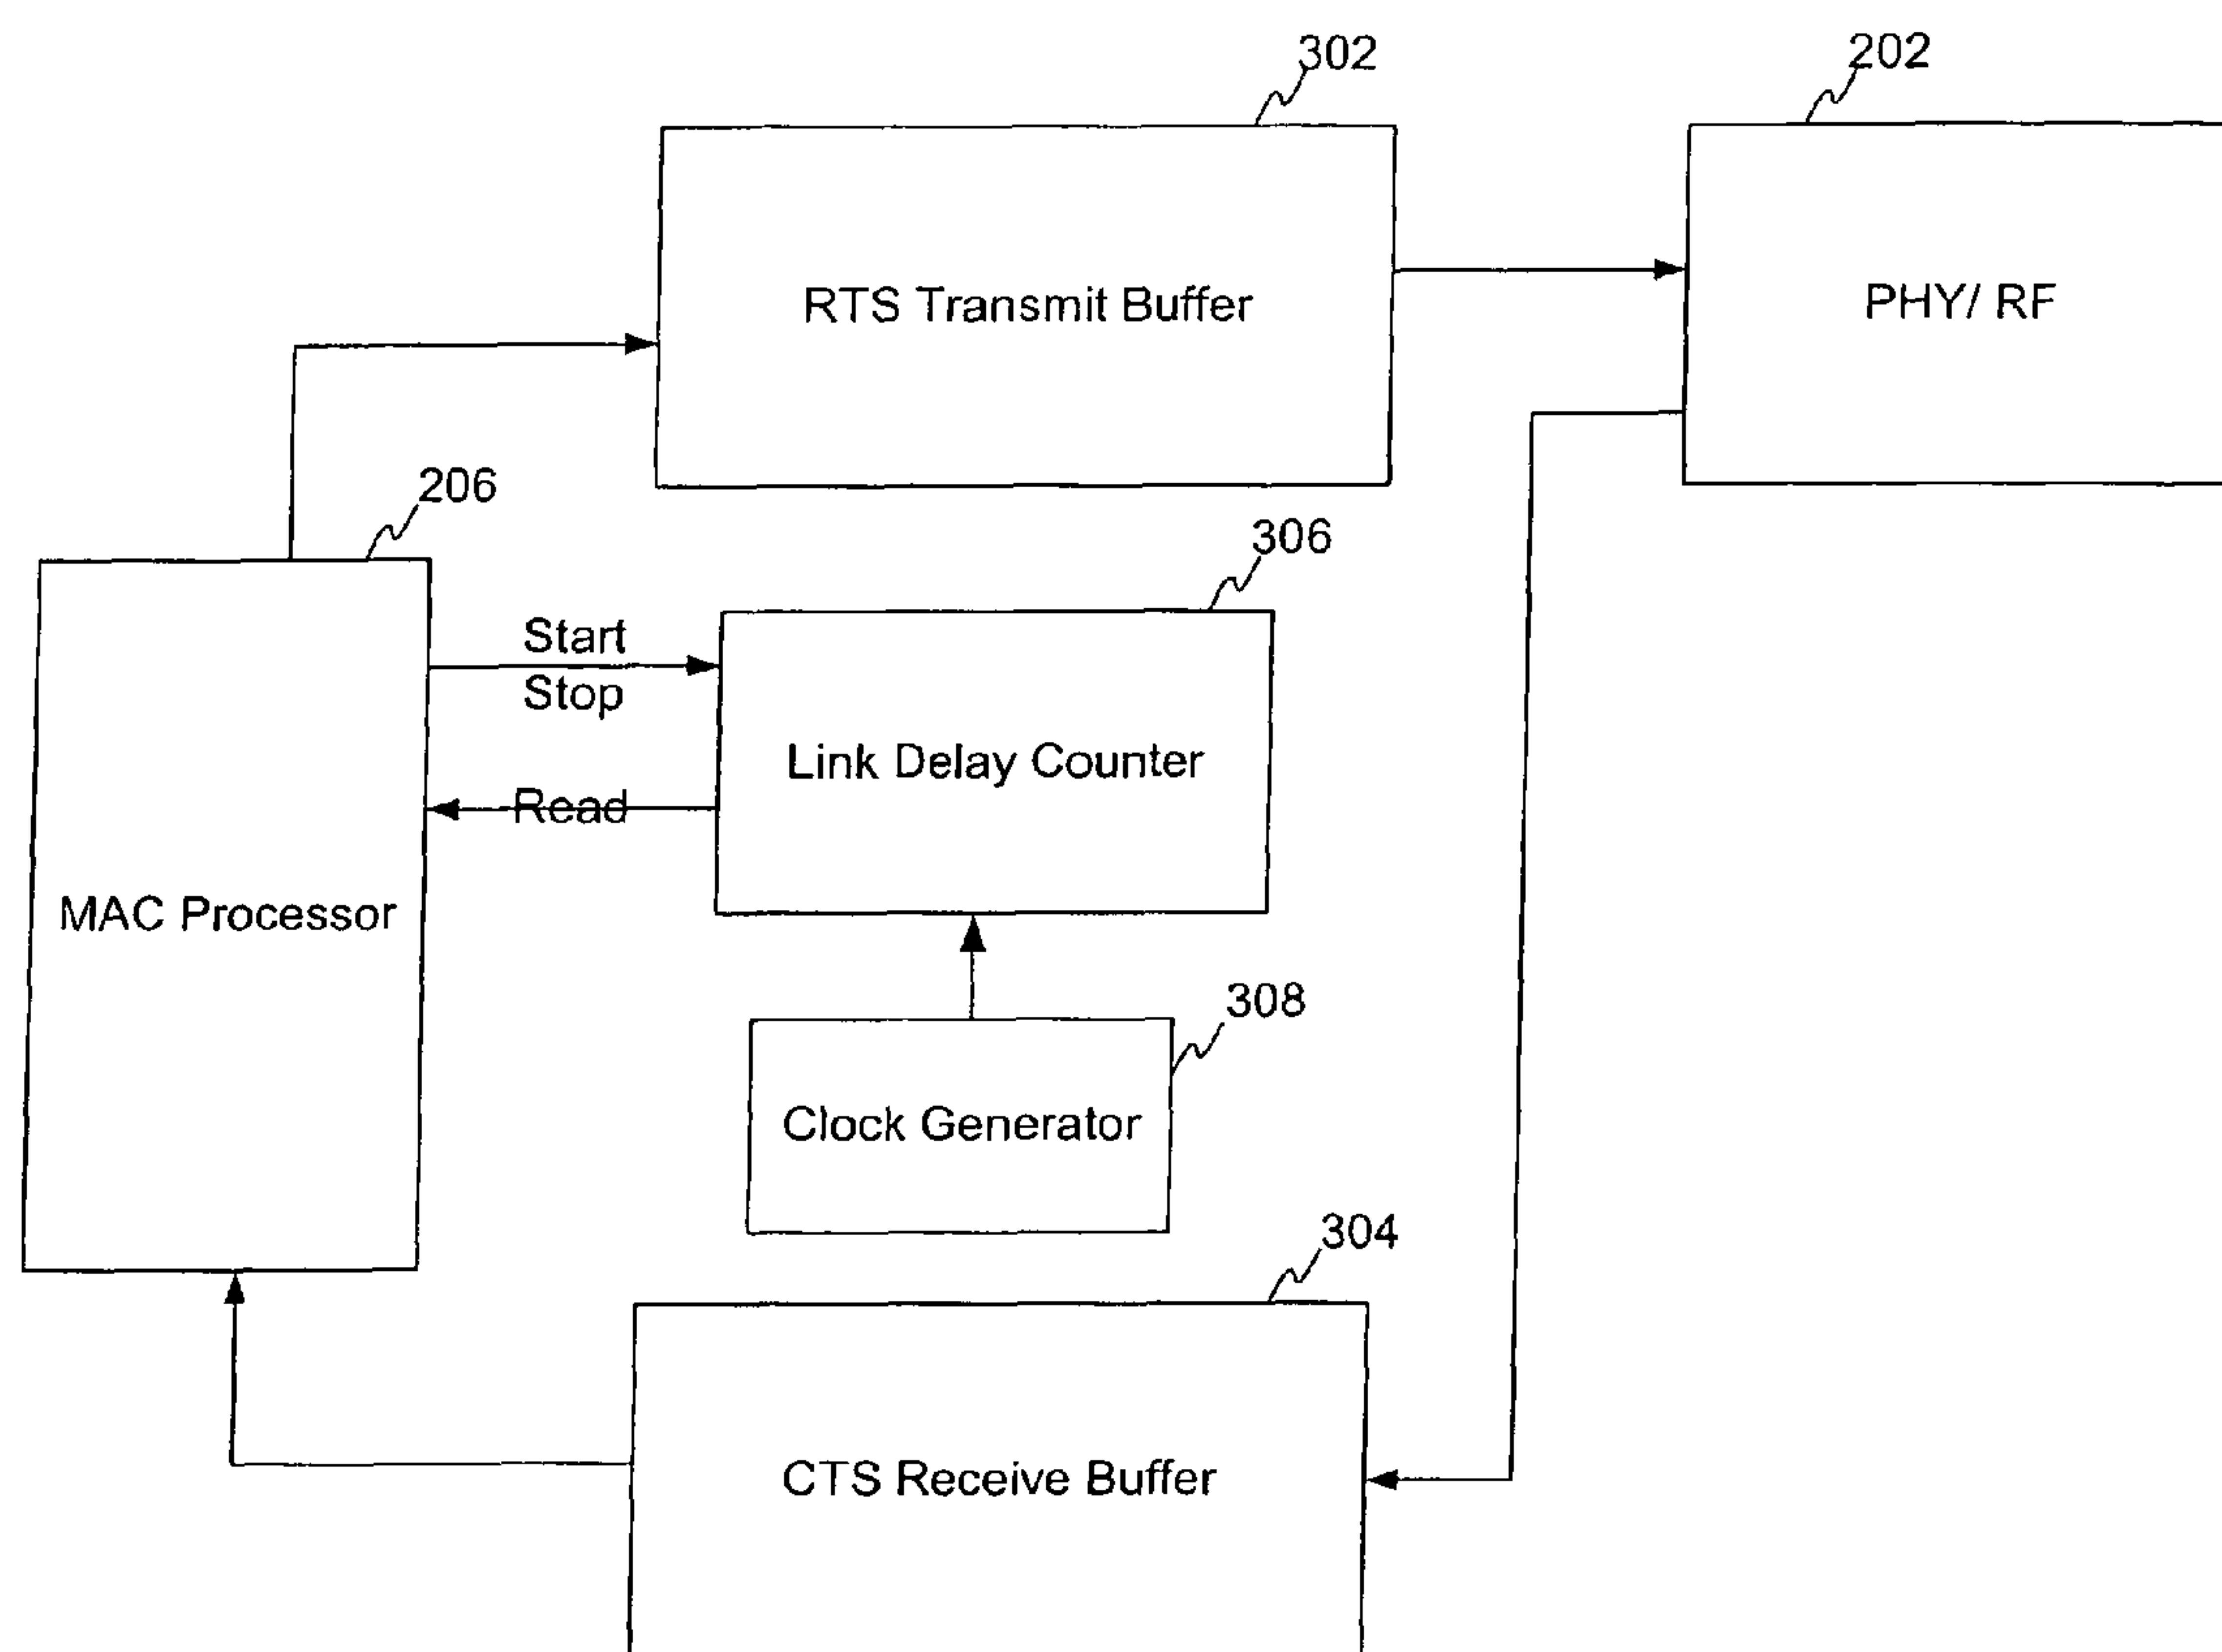 302
202
RTS Transmit Buffer
PHY/ RF
206
306
Start
Stop
Link Delay Counter
Read
MAC Processor
308
Clock Generator
304
CTS Receive Buffer